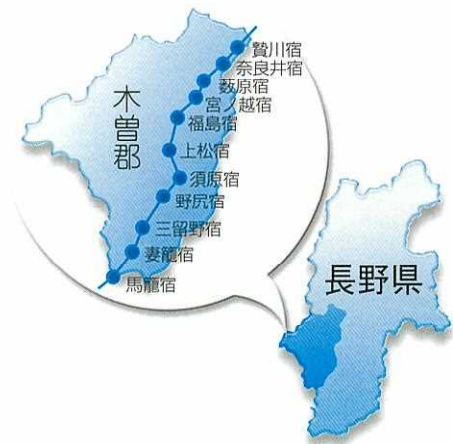 贄川宿
奈良井宿
薮原宿
宮ノ越宿
福島宿
上松宿
須原宿
野尻宿
三留野宿
妻籠宿
馬籠宿
木曽郡
長野県